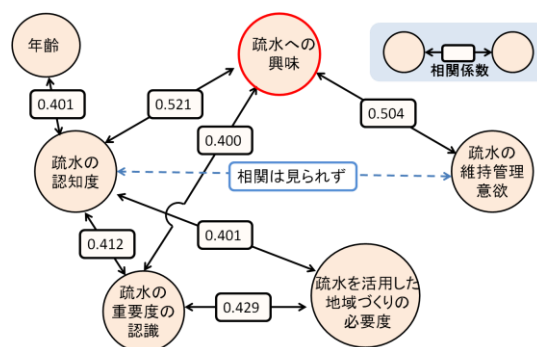 年齢
疏水への
興味
相関係数
0.401
0.521
0.400
0.504
疏水の
認知度
相関は見られず
疏水の
維持管理
意欲
0.412
0.401
疏水の
重要度の
認識
0.429
疏水を活用した
地域づくりの
必要度